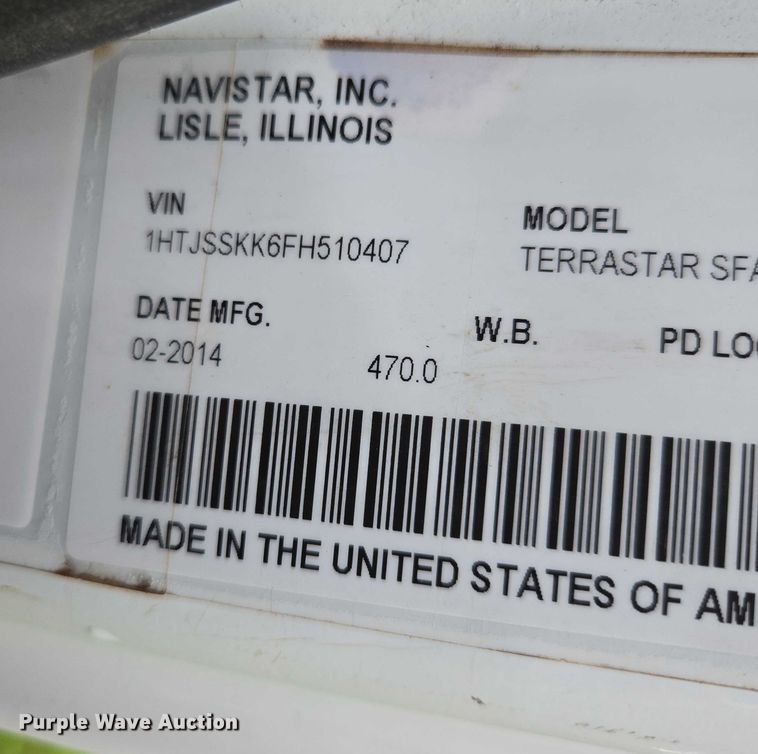 NAVISTAR, INC.
LISLE, ILLINOIS
VIN
1HTJSSKK6FH510407
MODEL
TERRASTAR SFA
DATE MFG.
02-2014
W.B.
470.0
PD LO
MADE IN THE UNITED STATES OF AM
Purple Wave Auction